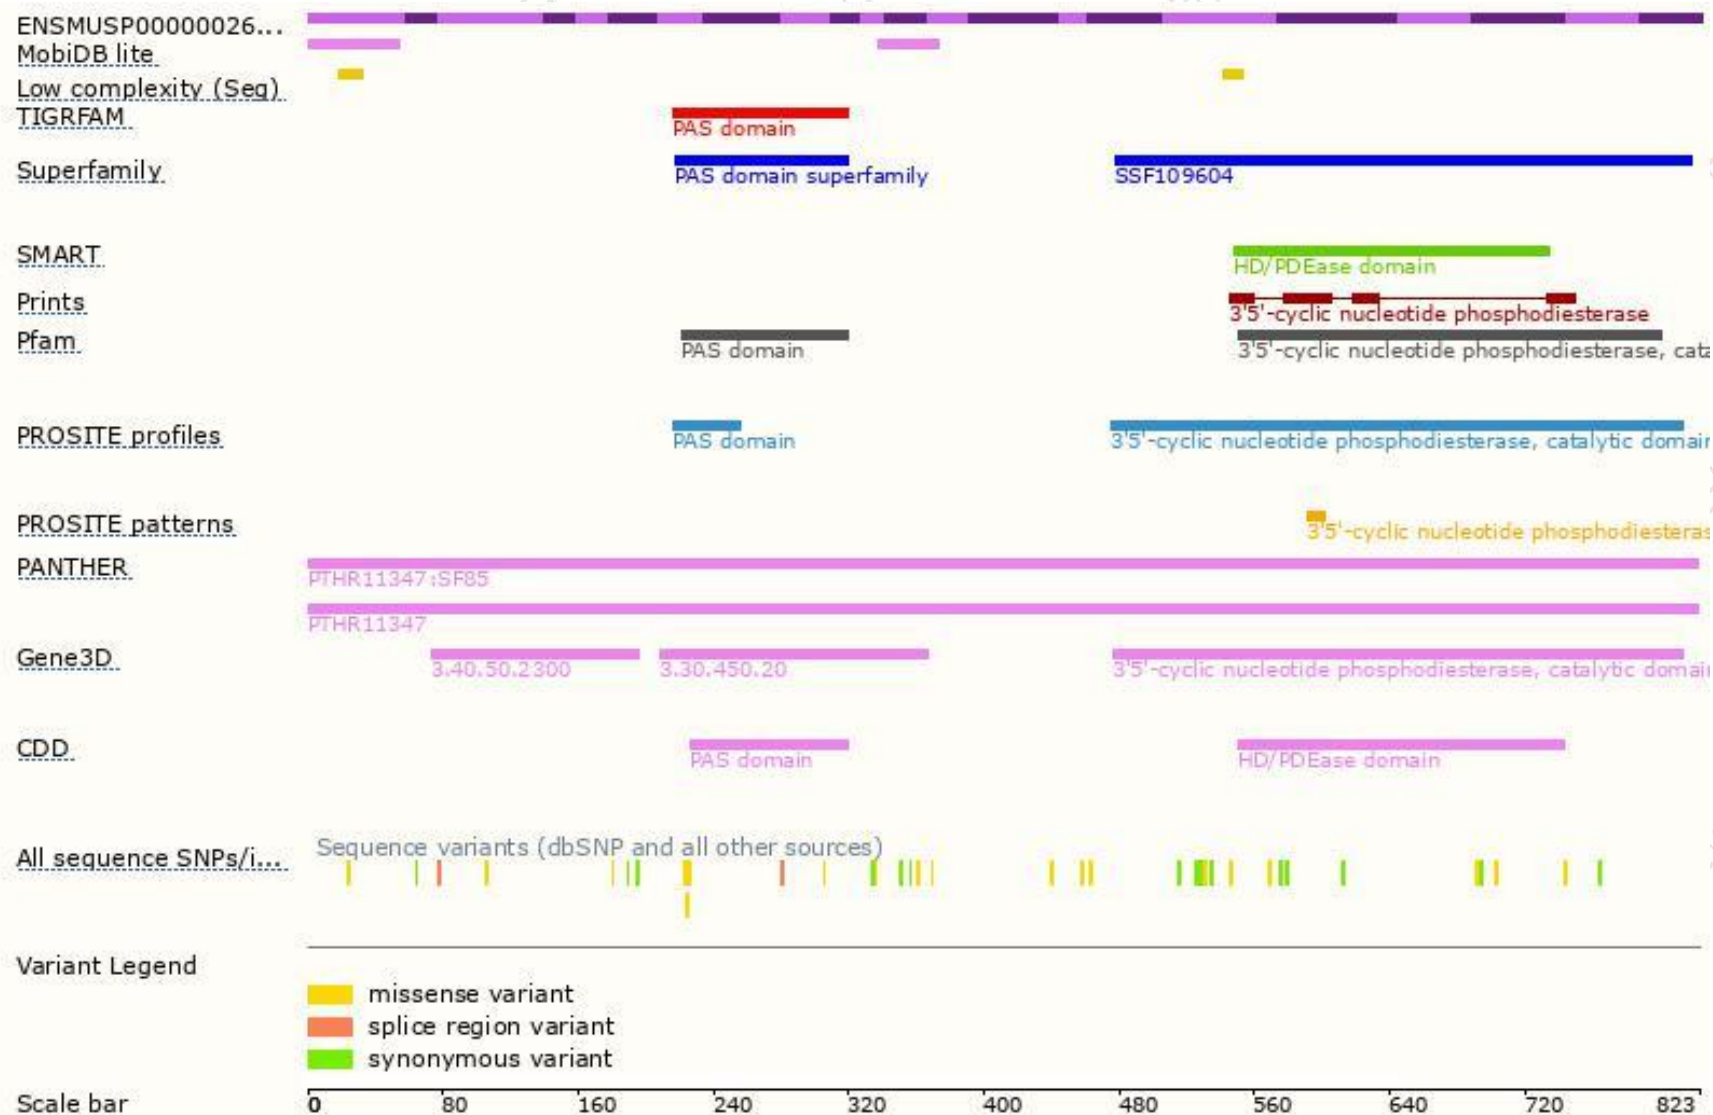 ENSMUSP00000026...
MobiDB lite
Low complexity (Seg)
TIGRFAM
PAS domain
Superfamily
PAS domain superfamily
SSF109604
SMART
HD/PDEase domain
Prints
3'5'-cyclic nucleotide phosphodiesterase
Pfam
PAS domain
3'5'-cyclic nucleotide phosphodiesterase, cata
PROSITE profiles
PAS domain
3'5'-cyclic nucleotide phosphodiesterase, catalytic domain
PROSITE patterns
3'5'-cyclic nucleotide phosphodiesteras
PANTHER
PTHR11347:SF85
PTHR11347
Gene3D
3.40.50.2300
3.30.450.20
3'5'-cyclic nucleotide phosphodiesterase, catalytic domain
CDD
PAS domain
HD/PDEase domain
Sequence variants (dbSNP and all other sources)
All sequence SNPs/i...
Variant Legend
missense variant
splice region variant
synonymous variant
Scale bar 0 80 160 240 320 400 480 560 640 720 823